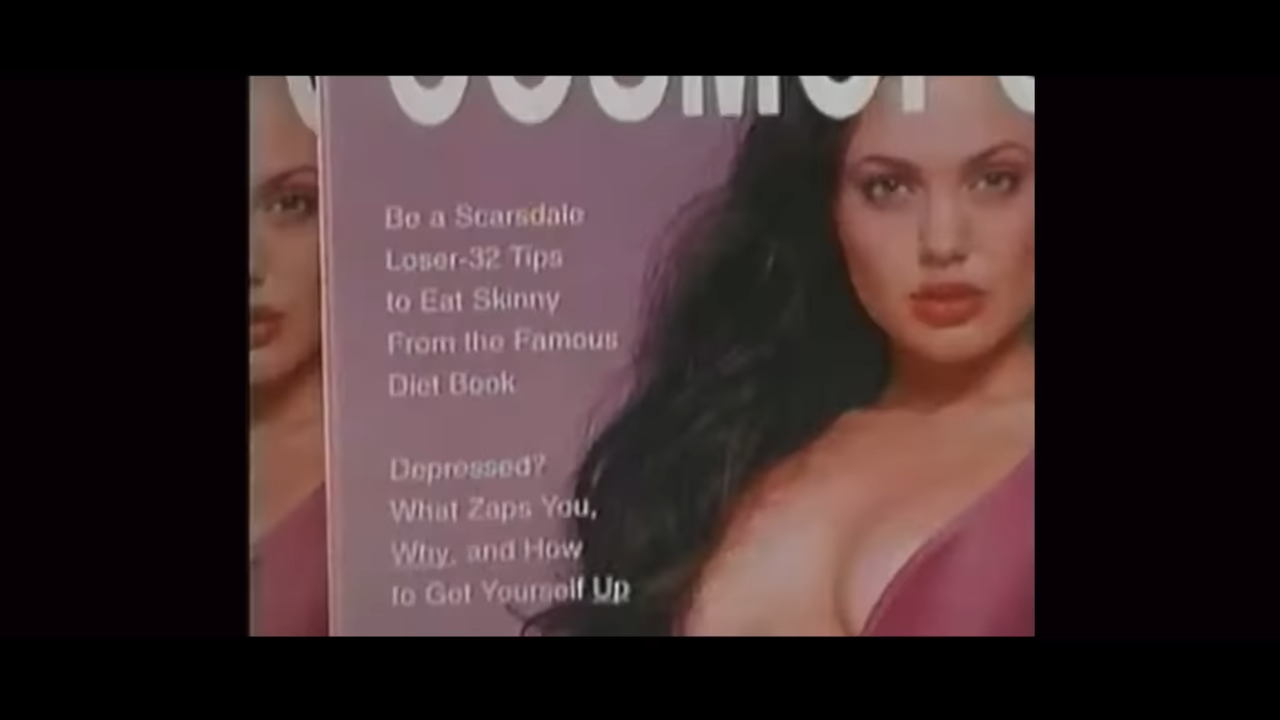 COSMOPO
Be a Scarsdale
Loser-32 Tips
to Eat Skinny
From the Famous
Diet Book
Depressed?
What Zaps You,
Why, and How
to Get Yourself Up